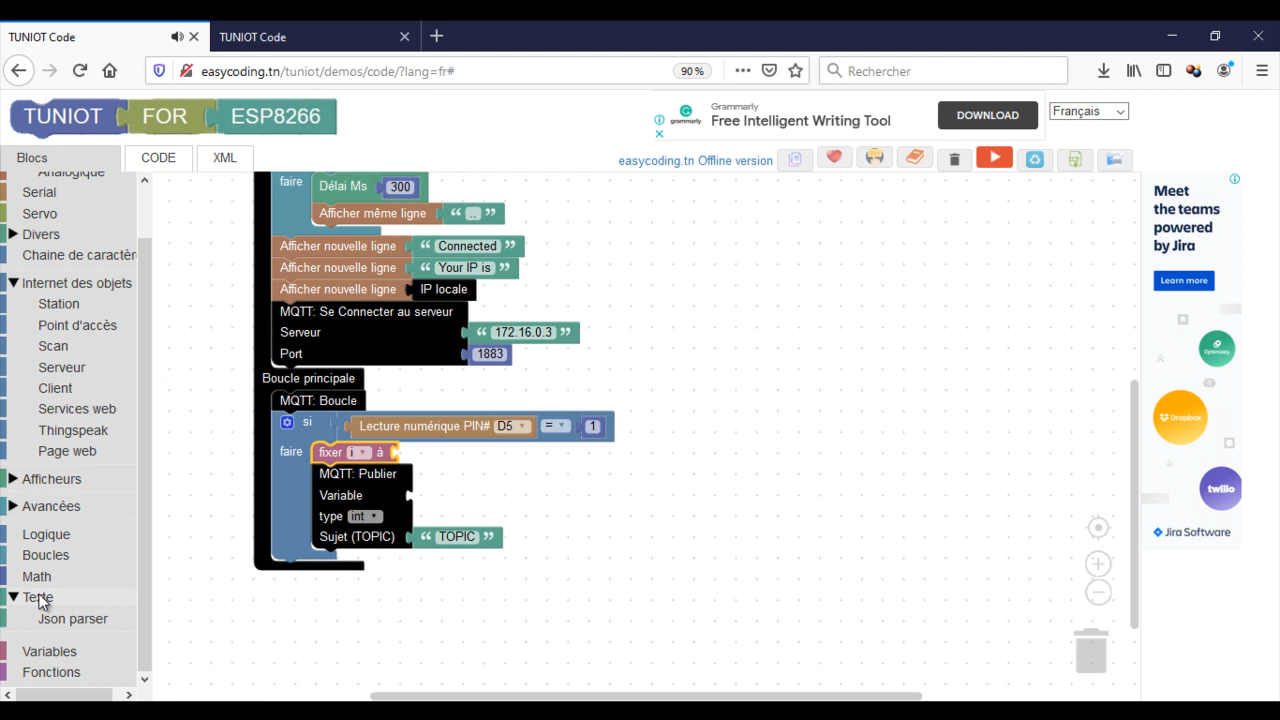 TUNIOT Code
TUNIOT Code
easycoding.tn/tuniot/demos/code/?lang=fr#
90 %
Rechercher
TUNIOT FOR ESP8266
Grammarly
grammarly
Free Intelligent Writing Tool
DOWNLOAD
Français
Blocs
CODE
XML
easycoding.tn Offline version
Analogique
Serial
Servo
Divers
Chaine de caractèr
Internet des objets
Station
Point d'accès
Scan
Serveur
Client
Services web
Thingspeak
Page web
Afficheurs
Avancées
Logique
Boucles
Math
Texte
Json parser
Variables
Fonctions
faire
Délai Ms 300
Afficher même ligne “ .. ”
Afficher nouvelle ligne “ Connected ”
Afficher nouvelle ligne “ Your IP is ”
Afficher nouvelle ligne IP locale
MQTT: Se Connecter au serveur
Serveur “ 172.16.0.3 ”
Port 1883
Boucle principale
MQTT: Boucle
si Lecture numérique PIN# D5 = 1
faire fixer i à
MQTT: Publier
Variable
type int
Sujet (TOPIC) “ TOPIC ”
Meet
the teams
powered
by Jira
Learn more
Optimizely
Dropbox
twilio
Jira Software